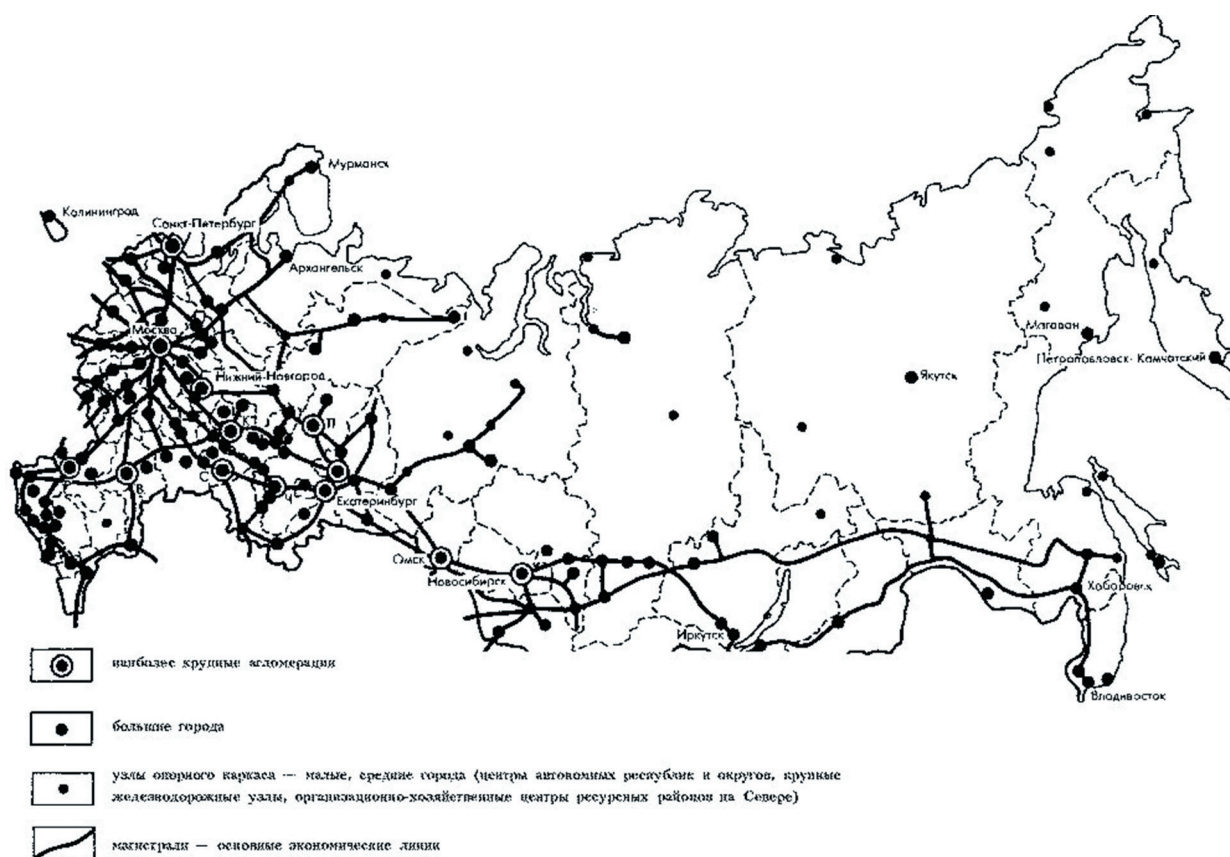 Мурманск
Калининград
Санкт-Петербург
Архангельск
Москва
Нижний-Новгород
Магадан
Петропавловск-Камчатский
Якутск
К
П
В
С
Ч
Екатеринбург
Омск
Новосибирск
Хабаровск
Иркутск
Владивосток
наиболее крупные агломерации
большие города
узлы опорного каркаса — малые, средние города (центры автономных республик и округов, крупные
железнодорожные узлы, организационно-хозяйственные центры ресурсных районов на Севере)
магистрали — основные экономические линии